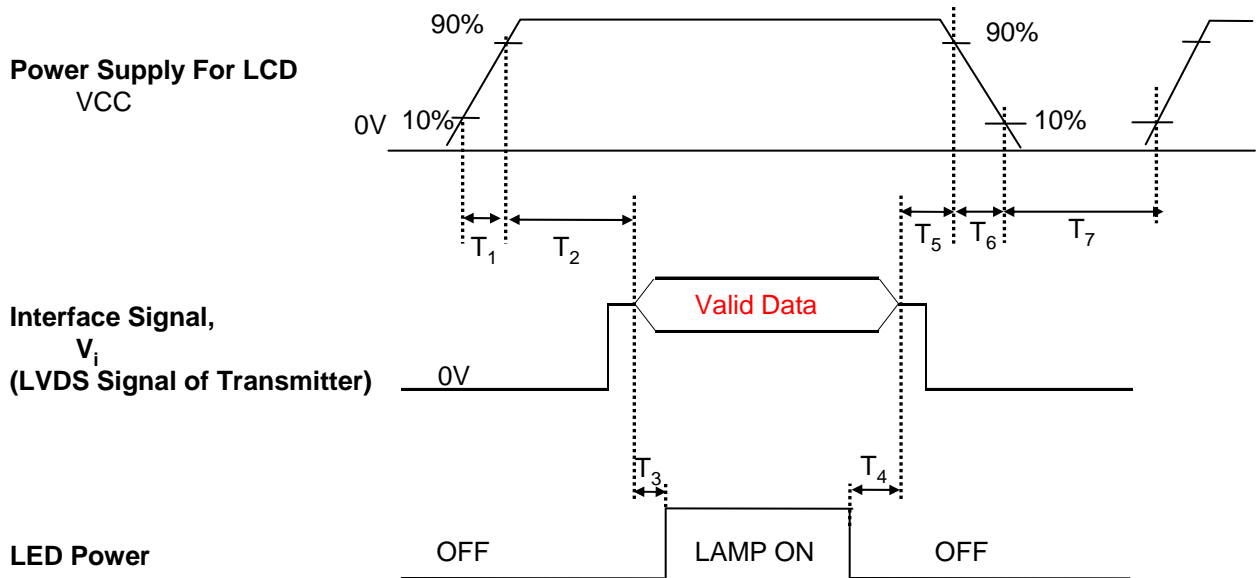 90%
90%
Power Supply For LCD
VCC
0V
10%
10%
T1
T2
T5
T6
T7
Valid Data
Interface Signal,
Vi
(LVDS Signal of Transmitter)
0V
T3
T4
LED Power
OFF
LAMP ON
OFF